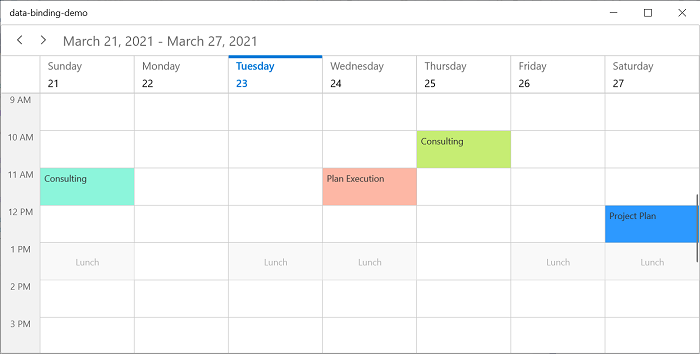 data-binding-demo
March 21, 2021 - March 27, 2021
Sunday Monday Tuesday Wednesday Thursday Friday Saturday
21 22 23 24 25 26 27
9 AM
10 AM Consulting
11 AM Consulting Plan Execution
12 PM Project Plan
1 PM Lunch Lunch Lunch Lunch Lunch
2 PM
3 PM